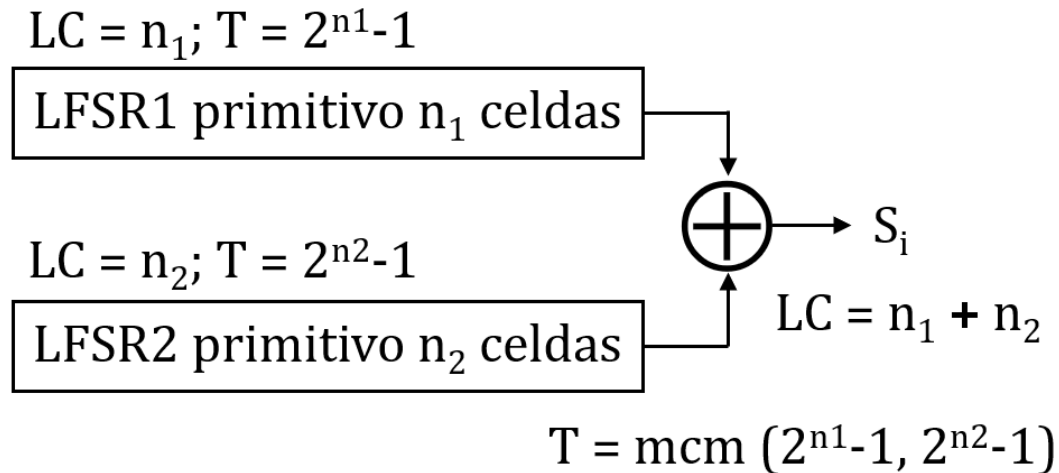 LC = n₁; T = 2ⁿ¹-1
LFSR1 primitivo n₁ celdas
LC = n₂; T = 2ⁿ²-1
LFSR2 primitivo n₂ celdas
Sᵢ
LC = n₁ + n₂
T = mcm (2ⁿ¹-1, 2ⁿ²-1)